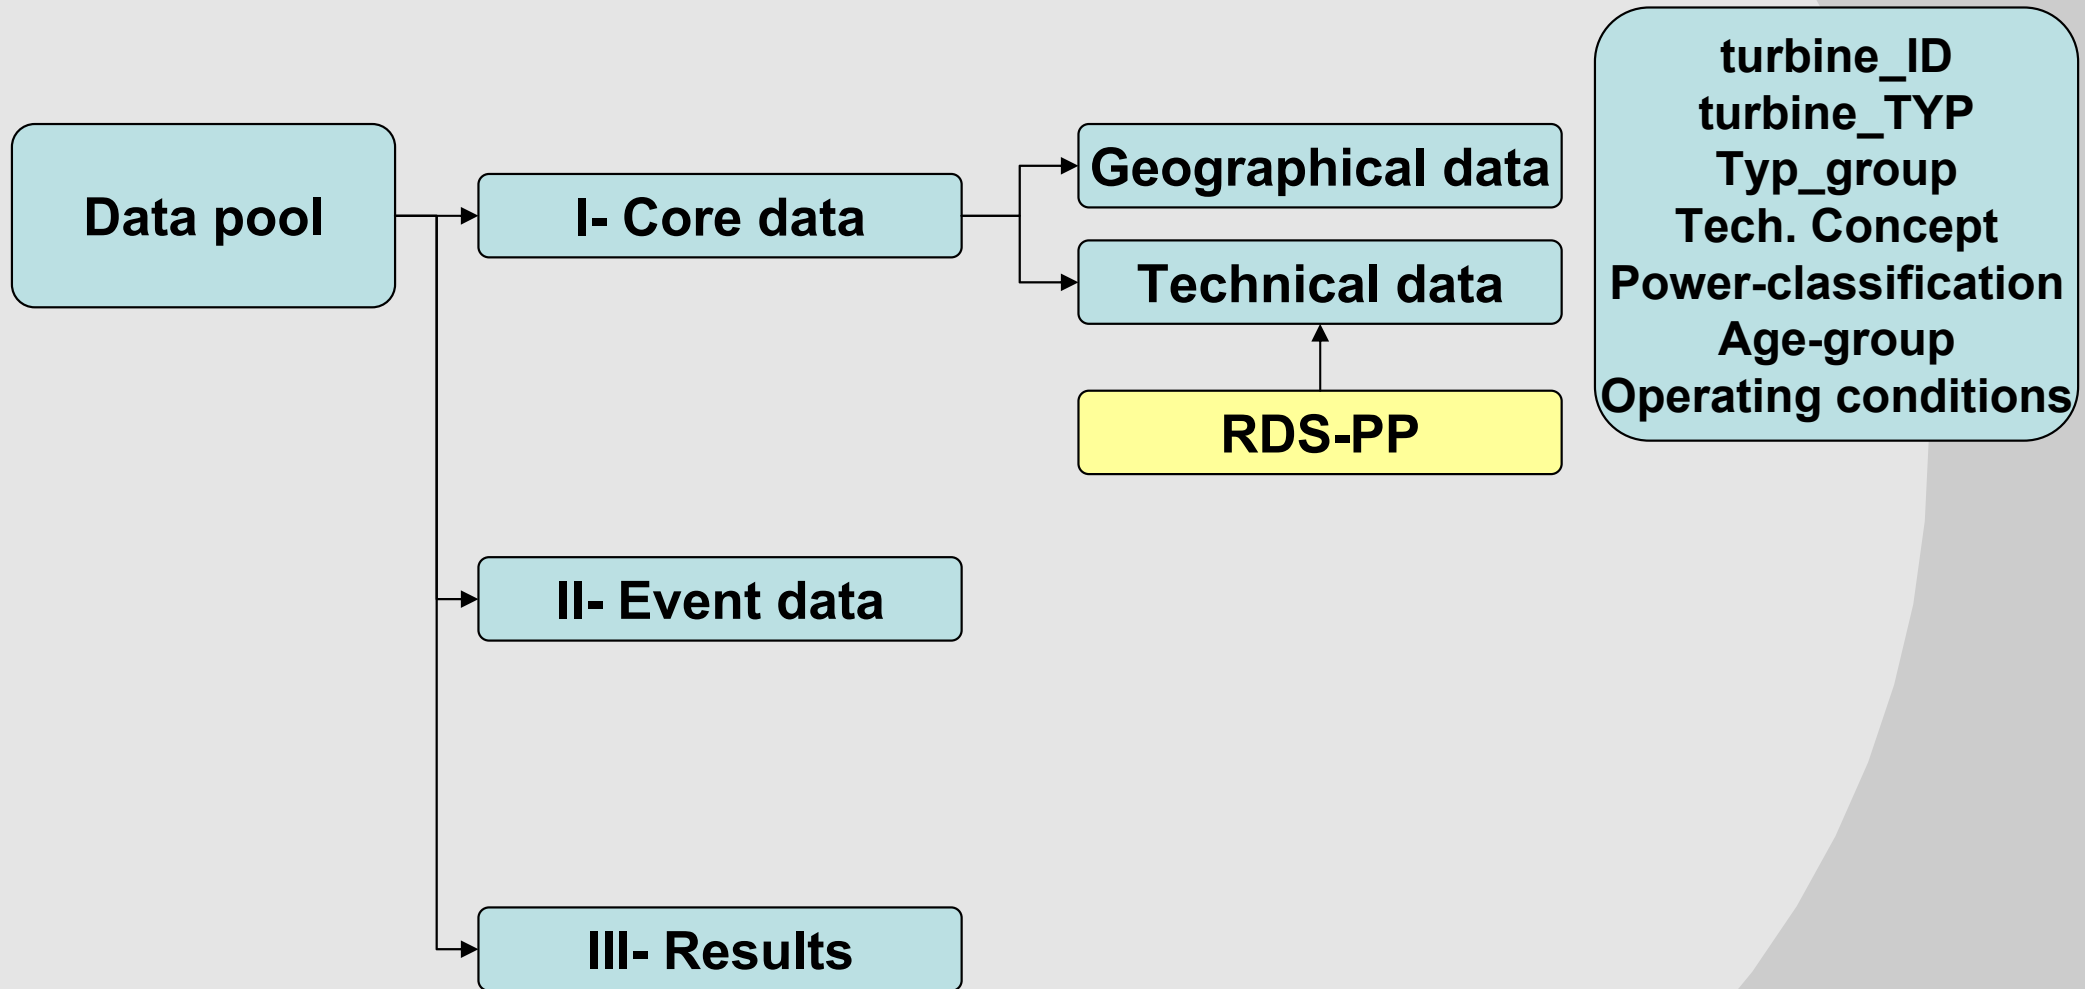 Data pool
I- Core data
Geographical data
Technical data
RDS-PP
turbine_ID
turbine_TYP
Typ_group
Tech. Concept
Power-classification
Age-group
Operating conditions
II- Event data
III- Results